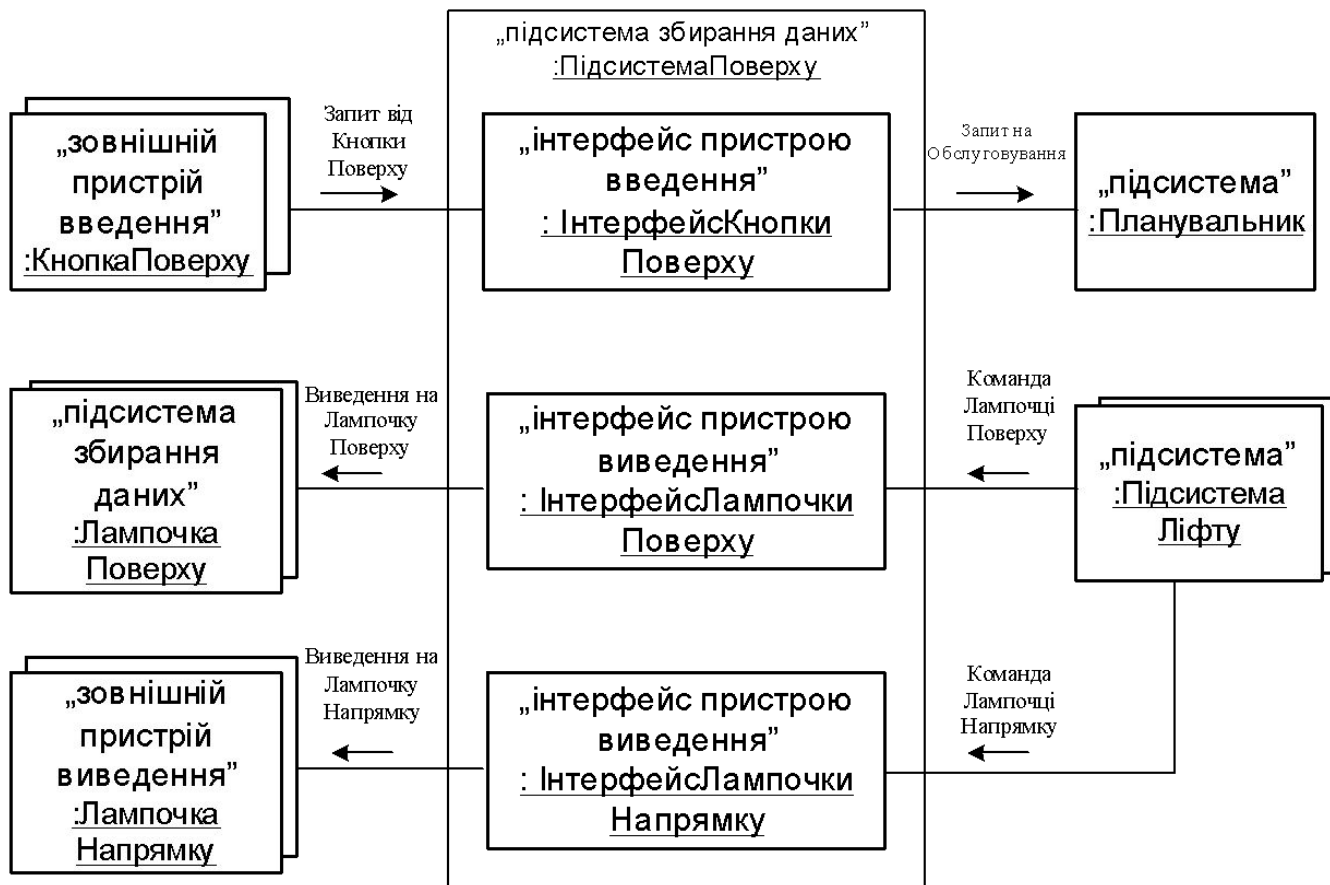 „підсистема збирання даних”
:ПідсистемаПоверху
„зовнішній
пристрій
введення”
:КнопкаПоверху
Запит від
Кнопки
Поверху
„інтерфейс пристрою
введення”
: ІнтерфейсКнопки
Поверху
Запит на
Обслуговування
„підсистема”
:Планувальник
„підсистема
збирання
даних”
:Лампочка
Поверху
Виведення на
Лампочку
Поверху
„інтерфейс пристрою
виведення”
: ІнтерфейсЛампочки
Поверху
Команда
Лампочці
Поверху
„підсистема”
:Підсистема
Ліфту
„зовнішній
пристрій
виведення”
:Лампочка
Напрямку
Виведення на
Лампочку
Напрямку
„інтерфейс пристрою
виведення”
: ІнтерфейсЛампочки
Напрямку
Команда
Лампочці
Напрямку